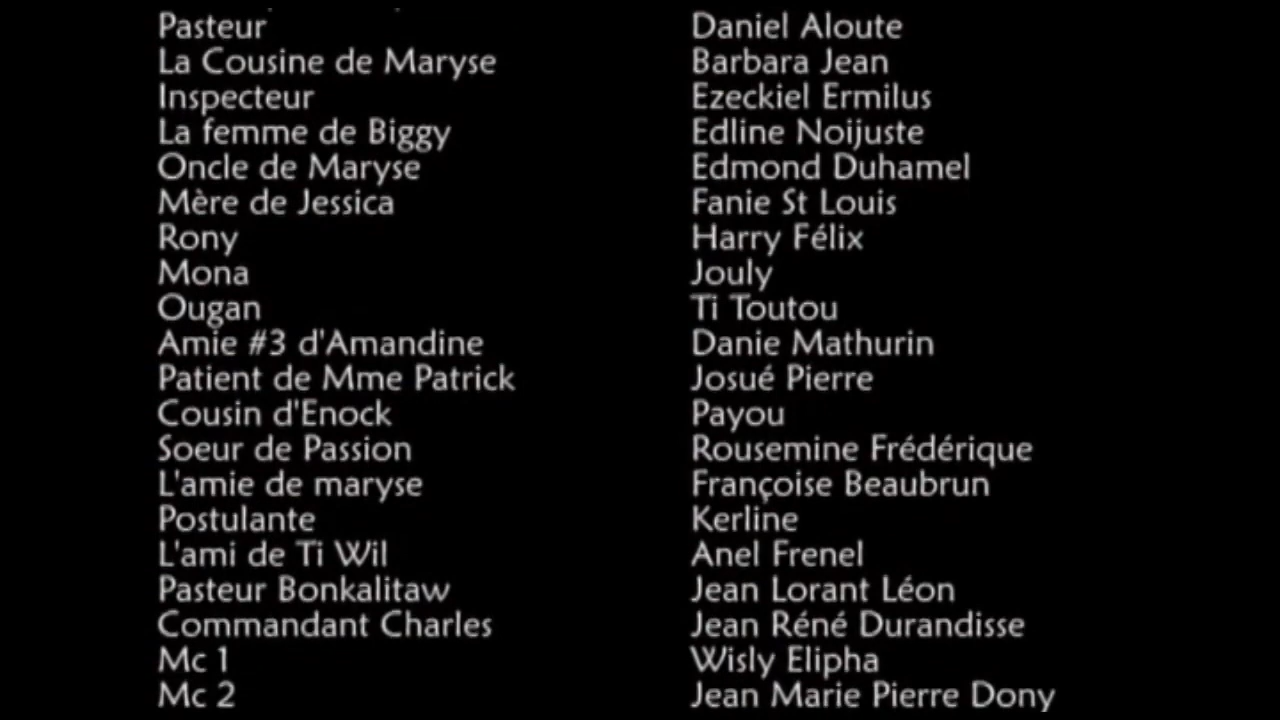 Pasteur Daniel Aloute
La Cousine de Maryse Barbara Jean
Inspecteur Ezeckiel Ermilus
La femme de Biggy Edline Noijuste
Oncle de Maryse Edmond Duhamel
Mère de Jessica Fanie St Louis
Rony Harry Félix
Mona Jouly
Ougan Ti Toutou
Amie #3 d'Amandine Danie Mathurin
Patient de Mme Patrick Josué Pierre
Cousin d'Enock Payou
Soeur de Passion Rousemine Frédérique
L'amie de maryse Françoise Beaubrun
Postulante Kerline
L'ami de Ti Wil Anel Frenel
Pasteur Bonkalitaw Jean Lorant Léon
Commandant Charles Jean Réné Durandisse
Mc 1 Wisly Elipha
Mc 2 Jean Marie Pierre Dony